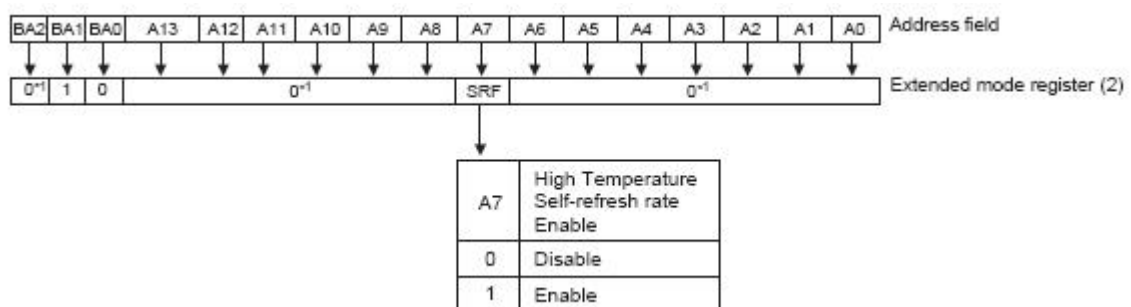 BA2 BA1 BA0 A13 A12 A11 A10 A9 A8 A7 A6 A5 A4 A3 A2 A1 A0 Address field
0*1 1 0 0*1 SRF 0*1 Extended mode register (2)
A7 High Temperature
Self-refresh rate
Enable
0 Disable
1 Enable